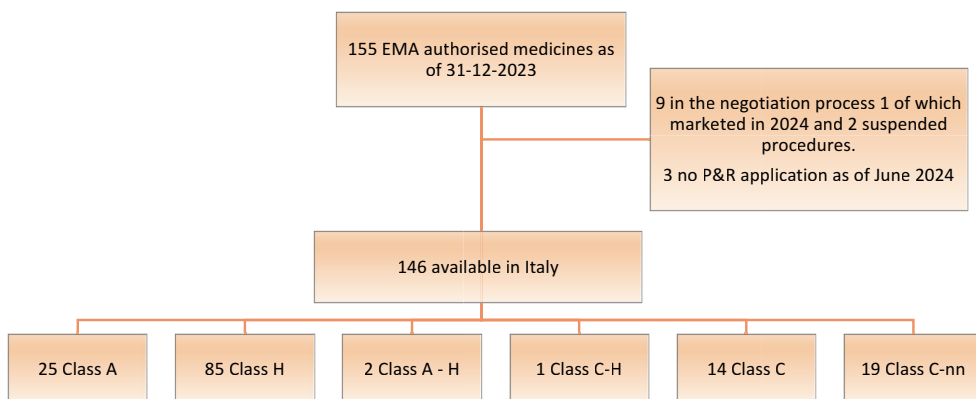 155 EMA authorised medicines as
of 31-12-2023
9 in the negotiation process 1 of which
marketed in 2024 and 2 suspended
procedures.
3 no P&R application as of June 2024
146 available in Italy
25 Class A
85 Class H
2 Class A - H
1 Class C-H
14 Class C
19 Class C-nn